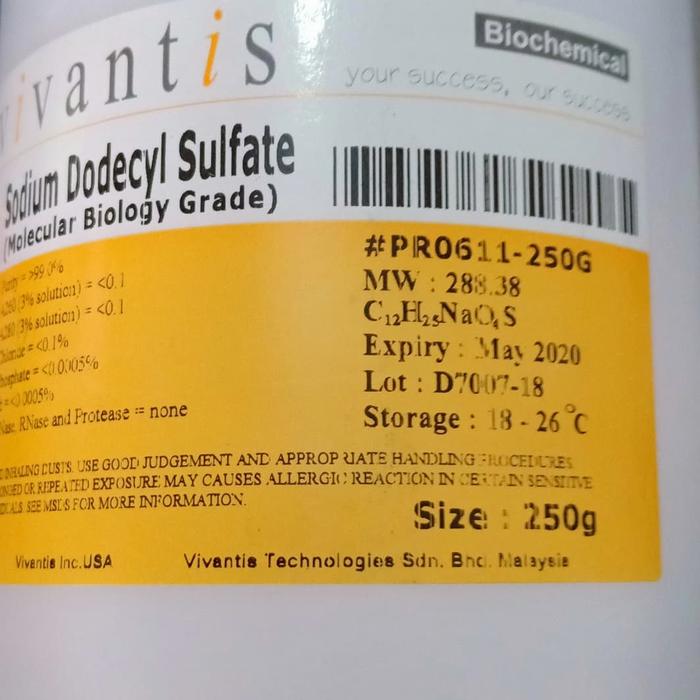 vivantis
Biochemical
your success, our success
Sodium Dodecyl Sulfate
(Molecular Biology Grade)
#PR0611-250G
MW : 288.38
C12H25NaO4S
Expiry : May 2020
Lot : D7007-18
Storage : 18 - 26 °C
Purity = >99.0%
A260 (3% solution) = <0.1
A280 (3% solution) = <0.1
Chloride = <0.1%
Phosphate = <0.0005%
= <0.0005%
RNase and Protease = none
INHALING DUSTS. USE GOOD JUDGEMENT AND APPROPRIATE HANDLING PROCEDURES.
OR REPEATED EXPOSURE MAY CAUSES ALLERGIC REACTION IN CERTAIN SENSITIVE
SEE MSDS FOR MORE INFORMATION.
Size : 250g
Vivantis Inc.USA
Vivantis Technologies Sdn. Bhd. Malaysia